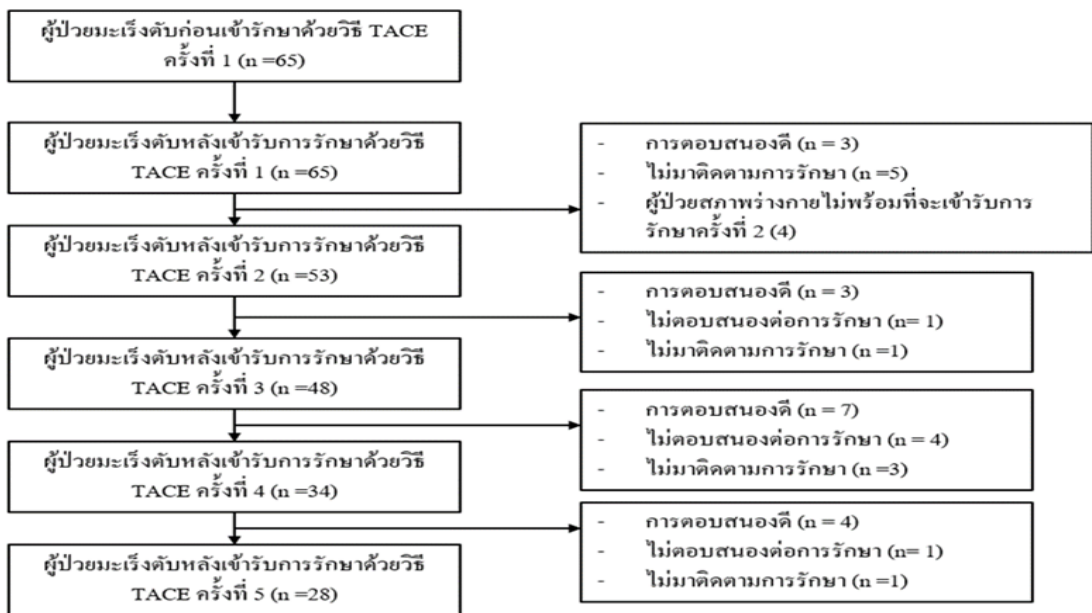 ผู้ป่วยมะเร็งตับก่อนเข้ารักษาด้วยวิธี TACE
ครั้งที่ 1 (n =65)
ผู้ป่วยมะเร็งตับหลังเข้ารับการรักษาด้วยวิธี
TACE ครั้งที่ 1 (n =65)
- การตอบสนองดี (n = 3)
- ไม่มาติดตามการรักษา (n =5)
- ผู้ป่วยสภาพร่างกายไม่พร้อมที่จะเข้ารับการ
รักษาครั้งที่ 2 (4)
ผู้ป่วยมะเร็งตับหลังเข้ารับการรักษาด้วยวิธี
TACE ครั้งที่ 2 (n =53)
- การตอบสนองดี (n = 3)
- ไม่ตอบสนองต่อการรักษา (n= 1)
- ไม่มาติดตามการรักษา (n =1)
ผู้ป่วยมะเร็งตับหลังเข้ารับการรักษาด้วยวิธี
TACE ครั้งที่ 3 (n =48)
- การตอบสนองดี (n = 7)
- ไม่ตอบสนองต่อการรักษา (n = 4)
- ไม่มาติดตามการรักษา (n =3)
ผู้ป่วยมะเร็งตับหลังเข้ารับการรักษาด้วยวิธี
TACE ครั้งที่ 4 (n =34)
- การตอบสนองดี (n = 4)
- ไม่ตอบสนองต่อการรักษา (n= 1)
- ไม่มาติดตามการรักษา (n =1)
ผู้ป่วยมะเร็งตับหลังเข้ารับการรักษาด้วยวิธี
TACE ครั้งที่ 5 (n =28)